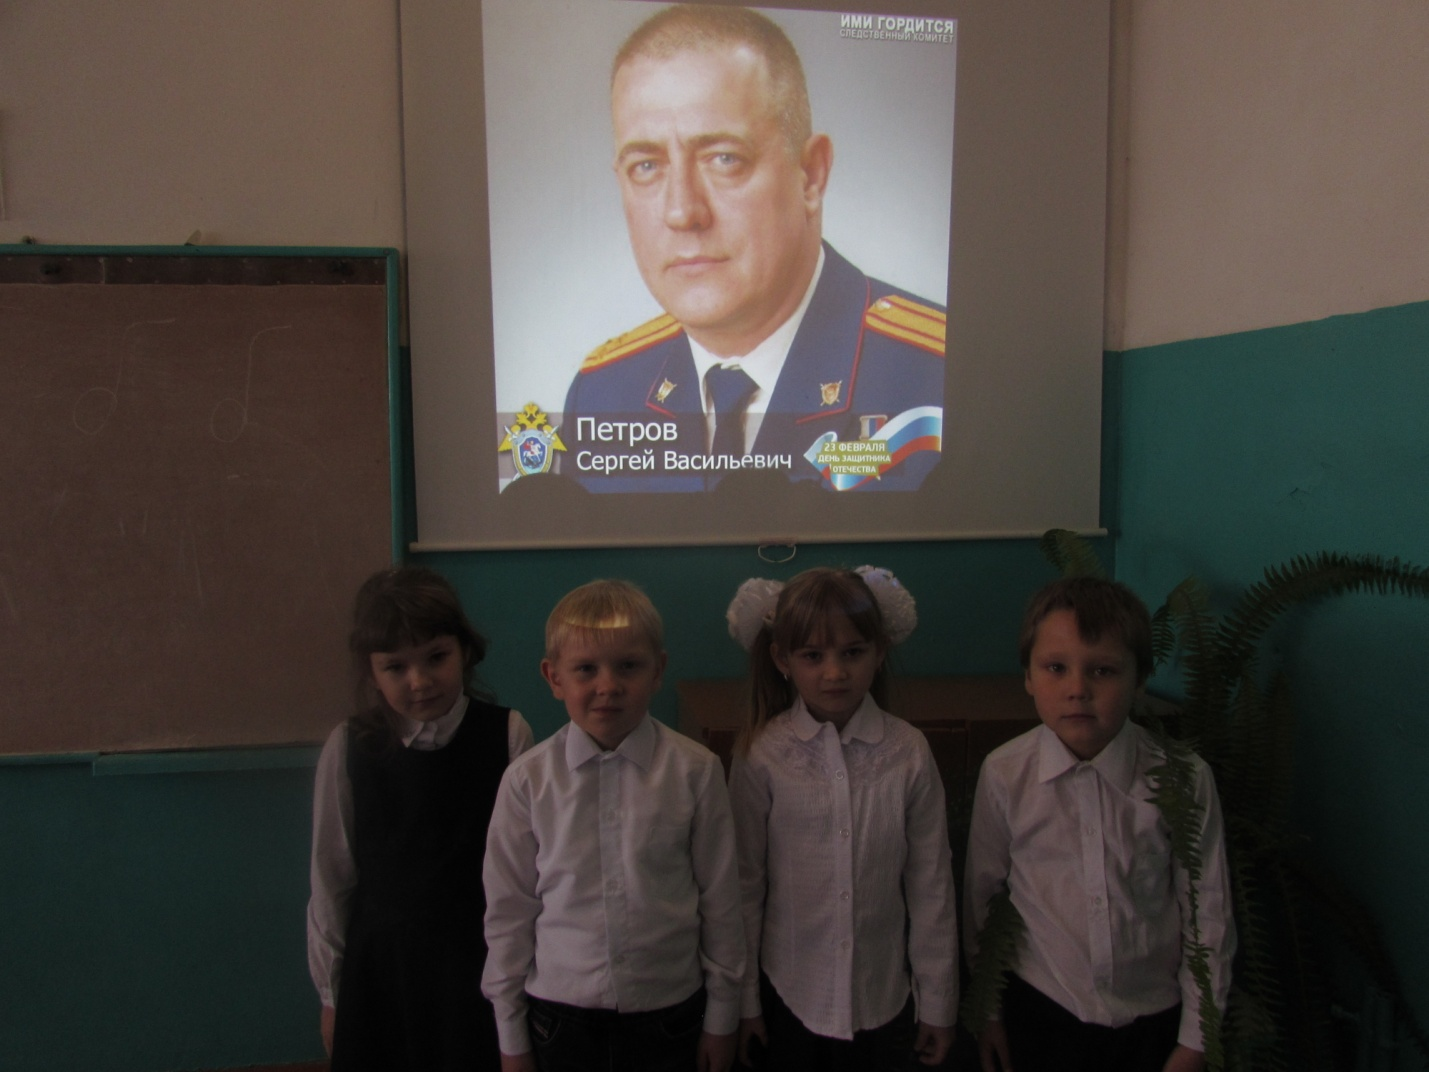 ИМИ ГОРДИТСЯ
СЛЕДСТВЕННЫЙ КОМИТЕТ
Петров
Сергей Васильевич
23 ФЕВРАЛЯ
ДЕНЬ ЗАЩИТНИКА
ОТЕЧЕСТВА